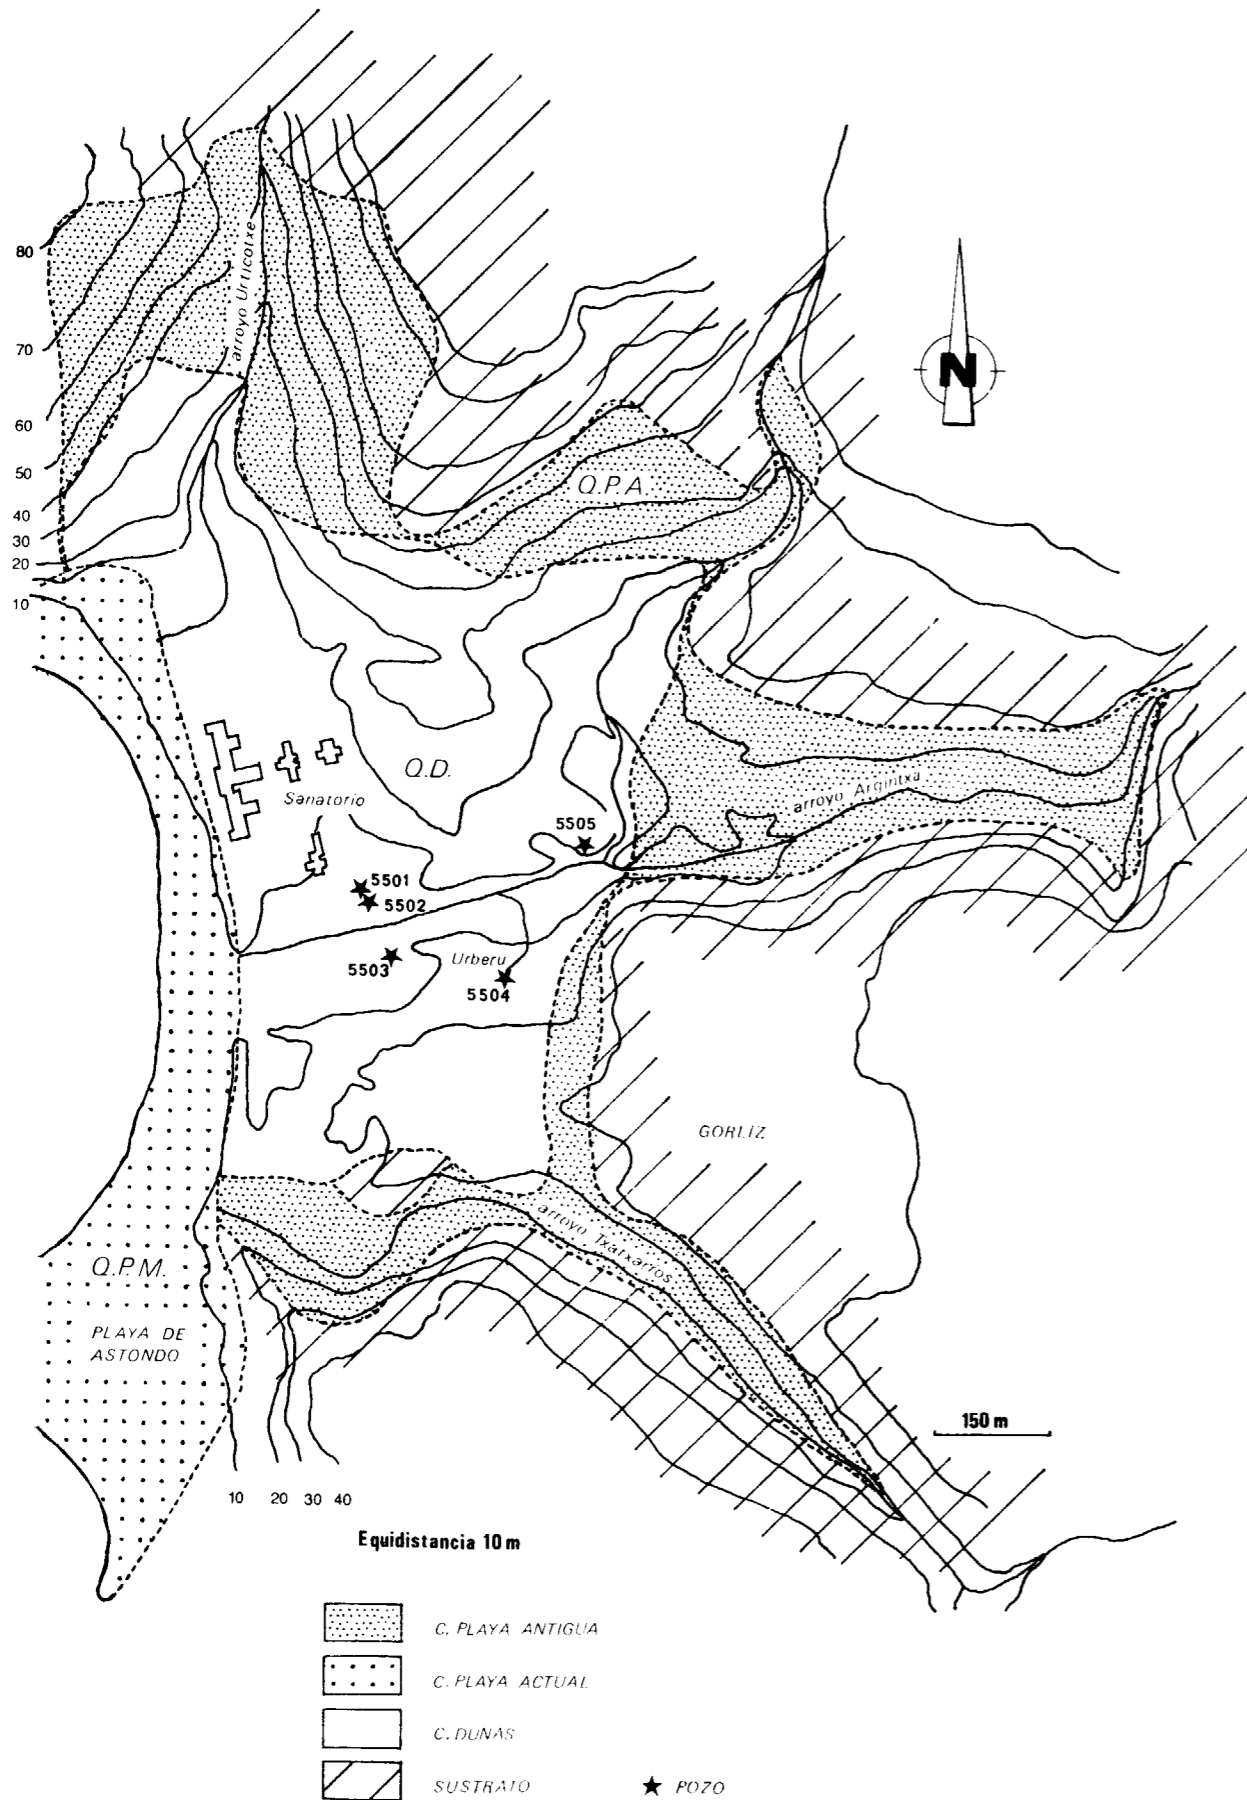 80
arroyo Urticotxe
70
60
50
40
30
20
10
N
Q.P.A.
Q.D.
Sanatorio
arroyo Argintxa
5505
5501
5502
5503
Urberu
5504
GORLIZ
arroyo Txatxarros
Q.P.M.
PLAYA DE
ASTONDO
150 m
10 20 30 40
Equidistancia 10 m
C. PLAYA ANTIGUA
C. PLAYA ACTUAL
C. DUNAS
SUSTRATO
POZO